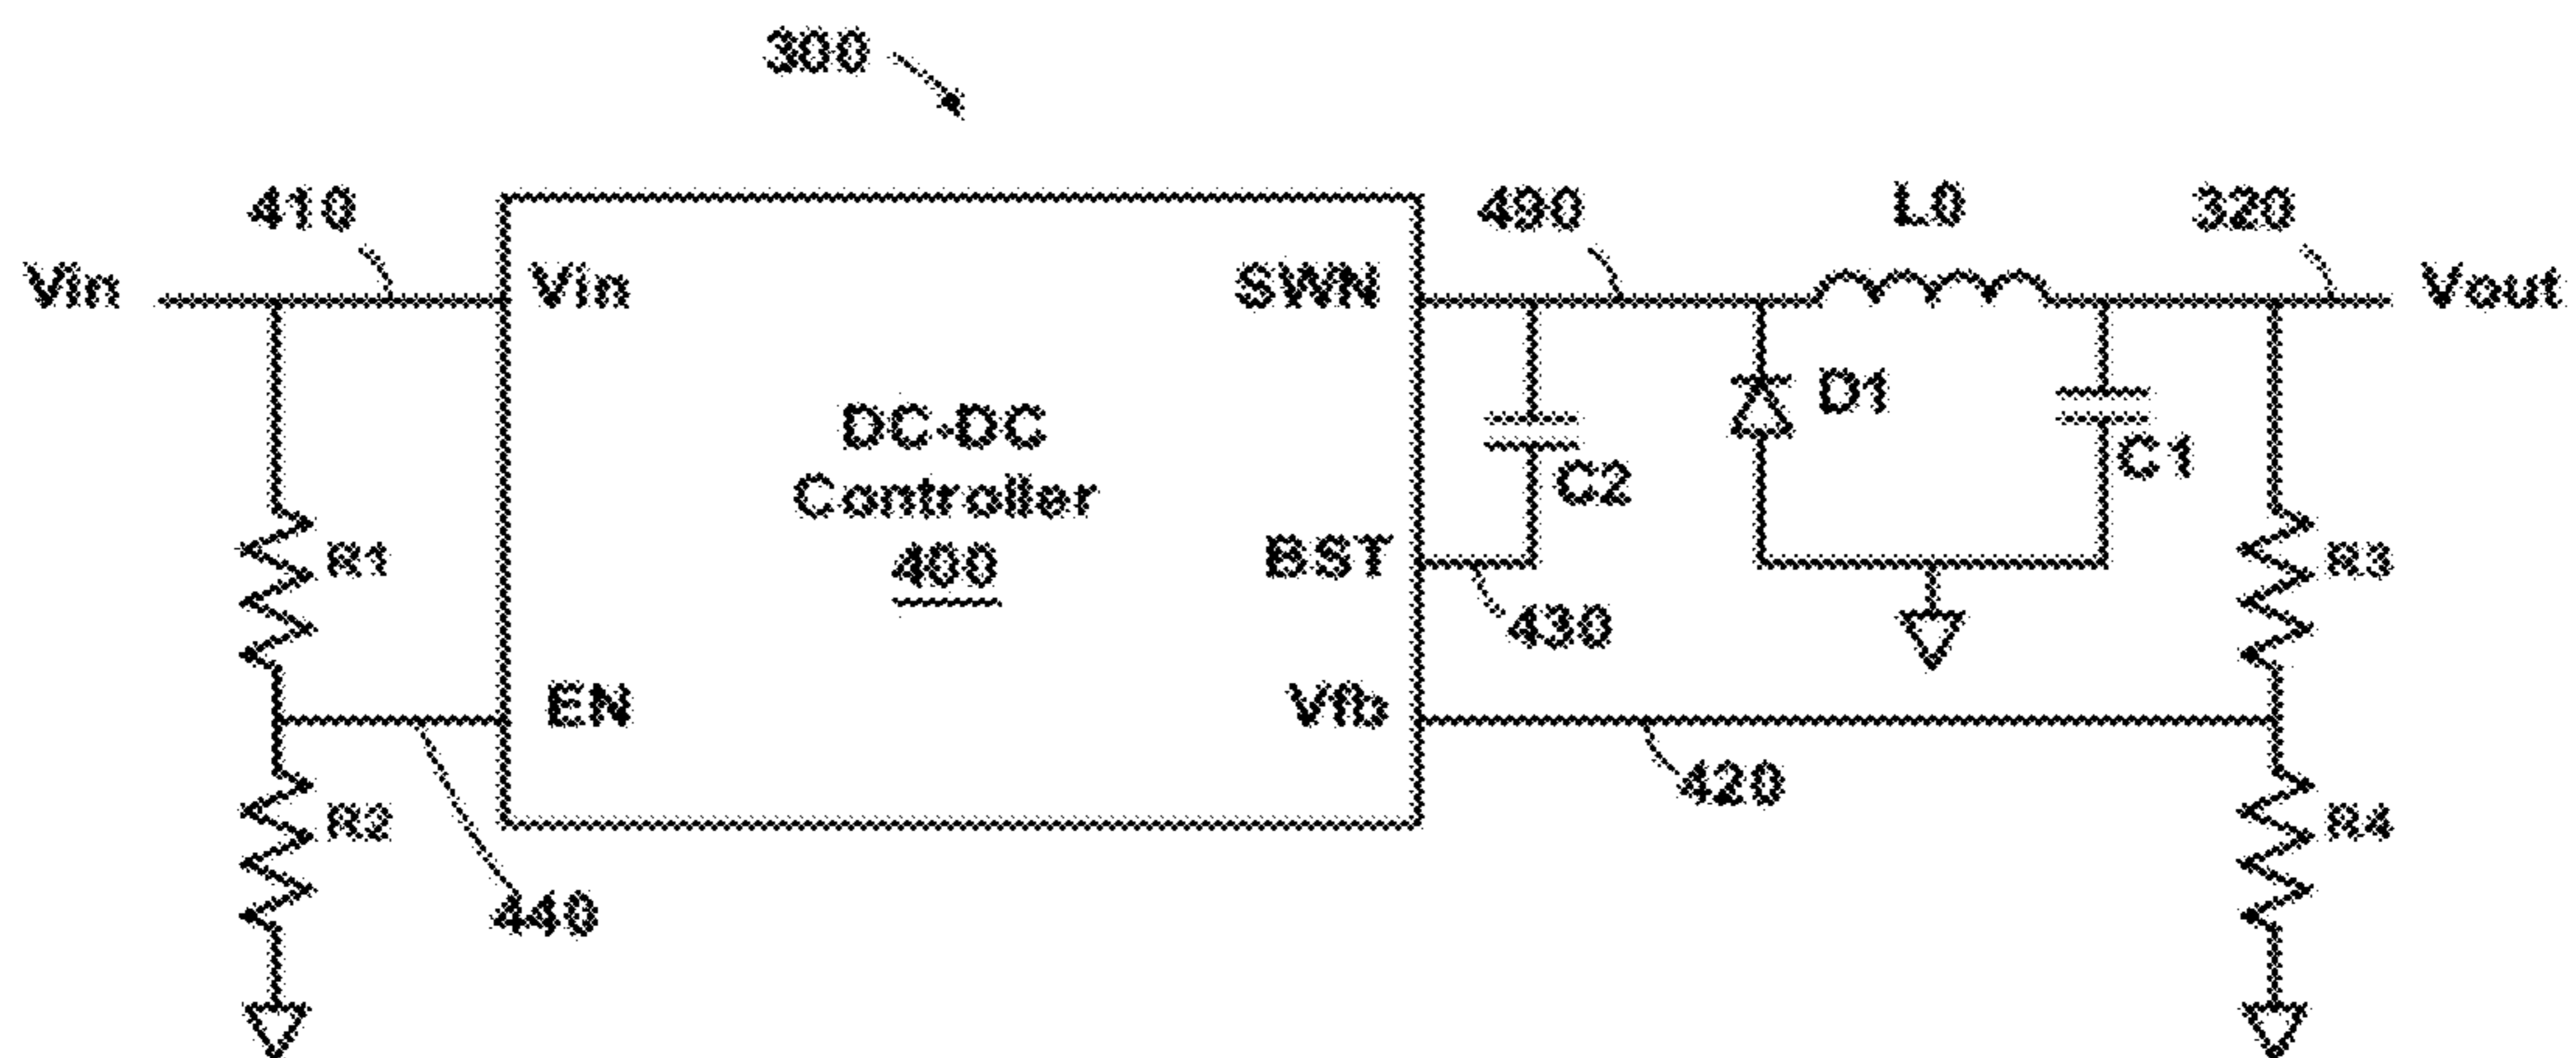 300
410
490
L0
320
Vin
Vin
SWN
Vout
DC-DC
Controller
400
D1
C1
C2
R1
BST
R3
430
EN
Vfb
420
R2
R4
440